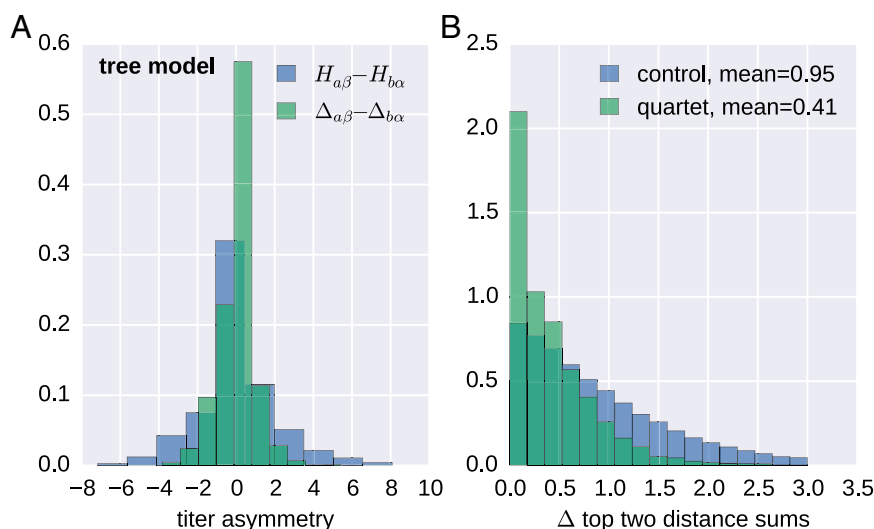 A
tree model
H_{aβ}−H_{bα}
Δ_{aβ}−Δ_{bα}
0.6
0.5
0.4
0.3
0.2
0.1
0.0
−8 −6 −4 −2 0 2 4 6 8 10
titer asymmetry
B
control, mean=0.95
quartet, mean=0.41
2.5
2.0
1.5
1.0
0.5
0.0
0.0 0.5 1.0 1.5 2.0 2.5 3.0 3.5
Δ top two distance sums